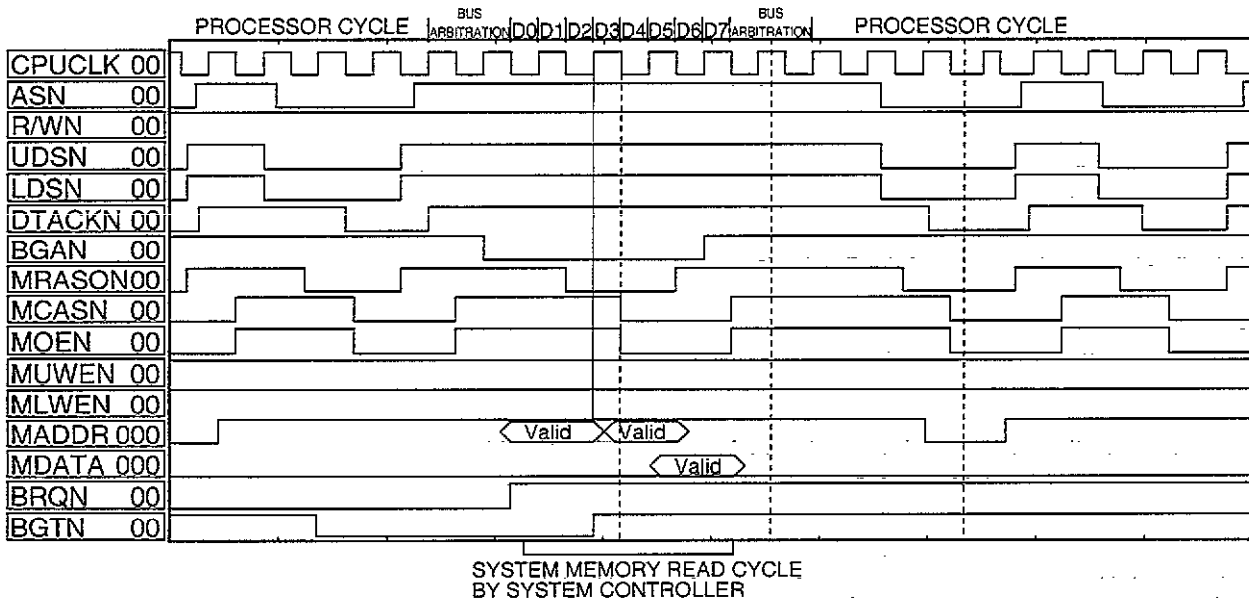 PROCESSOR CYCLE
BUS
ARBITRATION
D0 D1 D2 D3 D4 D5 D6 D7
BUS
ARBITRATION
PROCESSOR CYCLE
CPUCLK 00
ASN 00
R/WN 00
UDSN 00
LDSN 00
DTACKN 00
BGAN 00
MRASON00
MCASN 00
MOEN 00
MUWEN 00
MLWEN 00
MADDR 000
Valid Valid
MDATA 000
Valid
BRQN 00
BGTN 00
SYSTEM MEMORY READ CYCLE
BY SYSTEM CONTROLLER